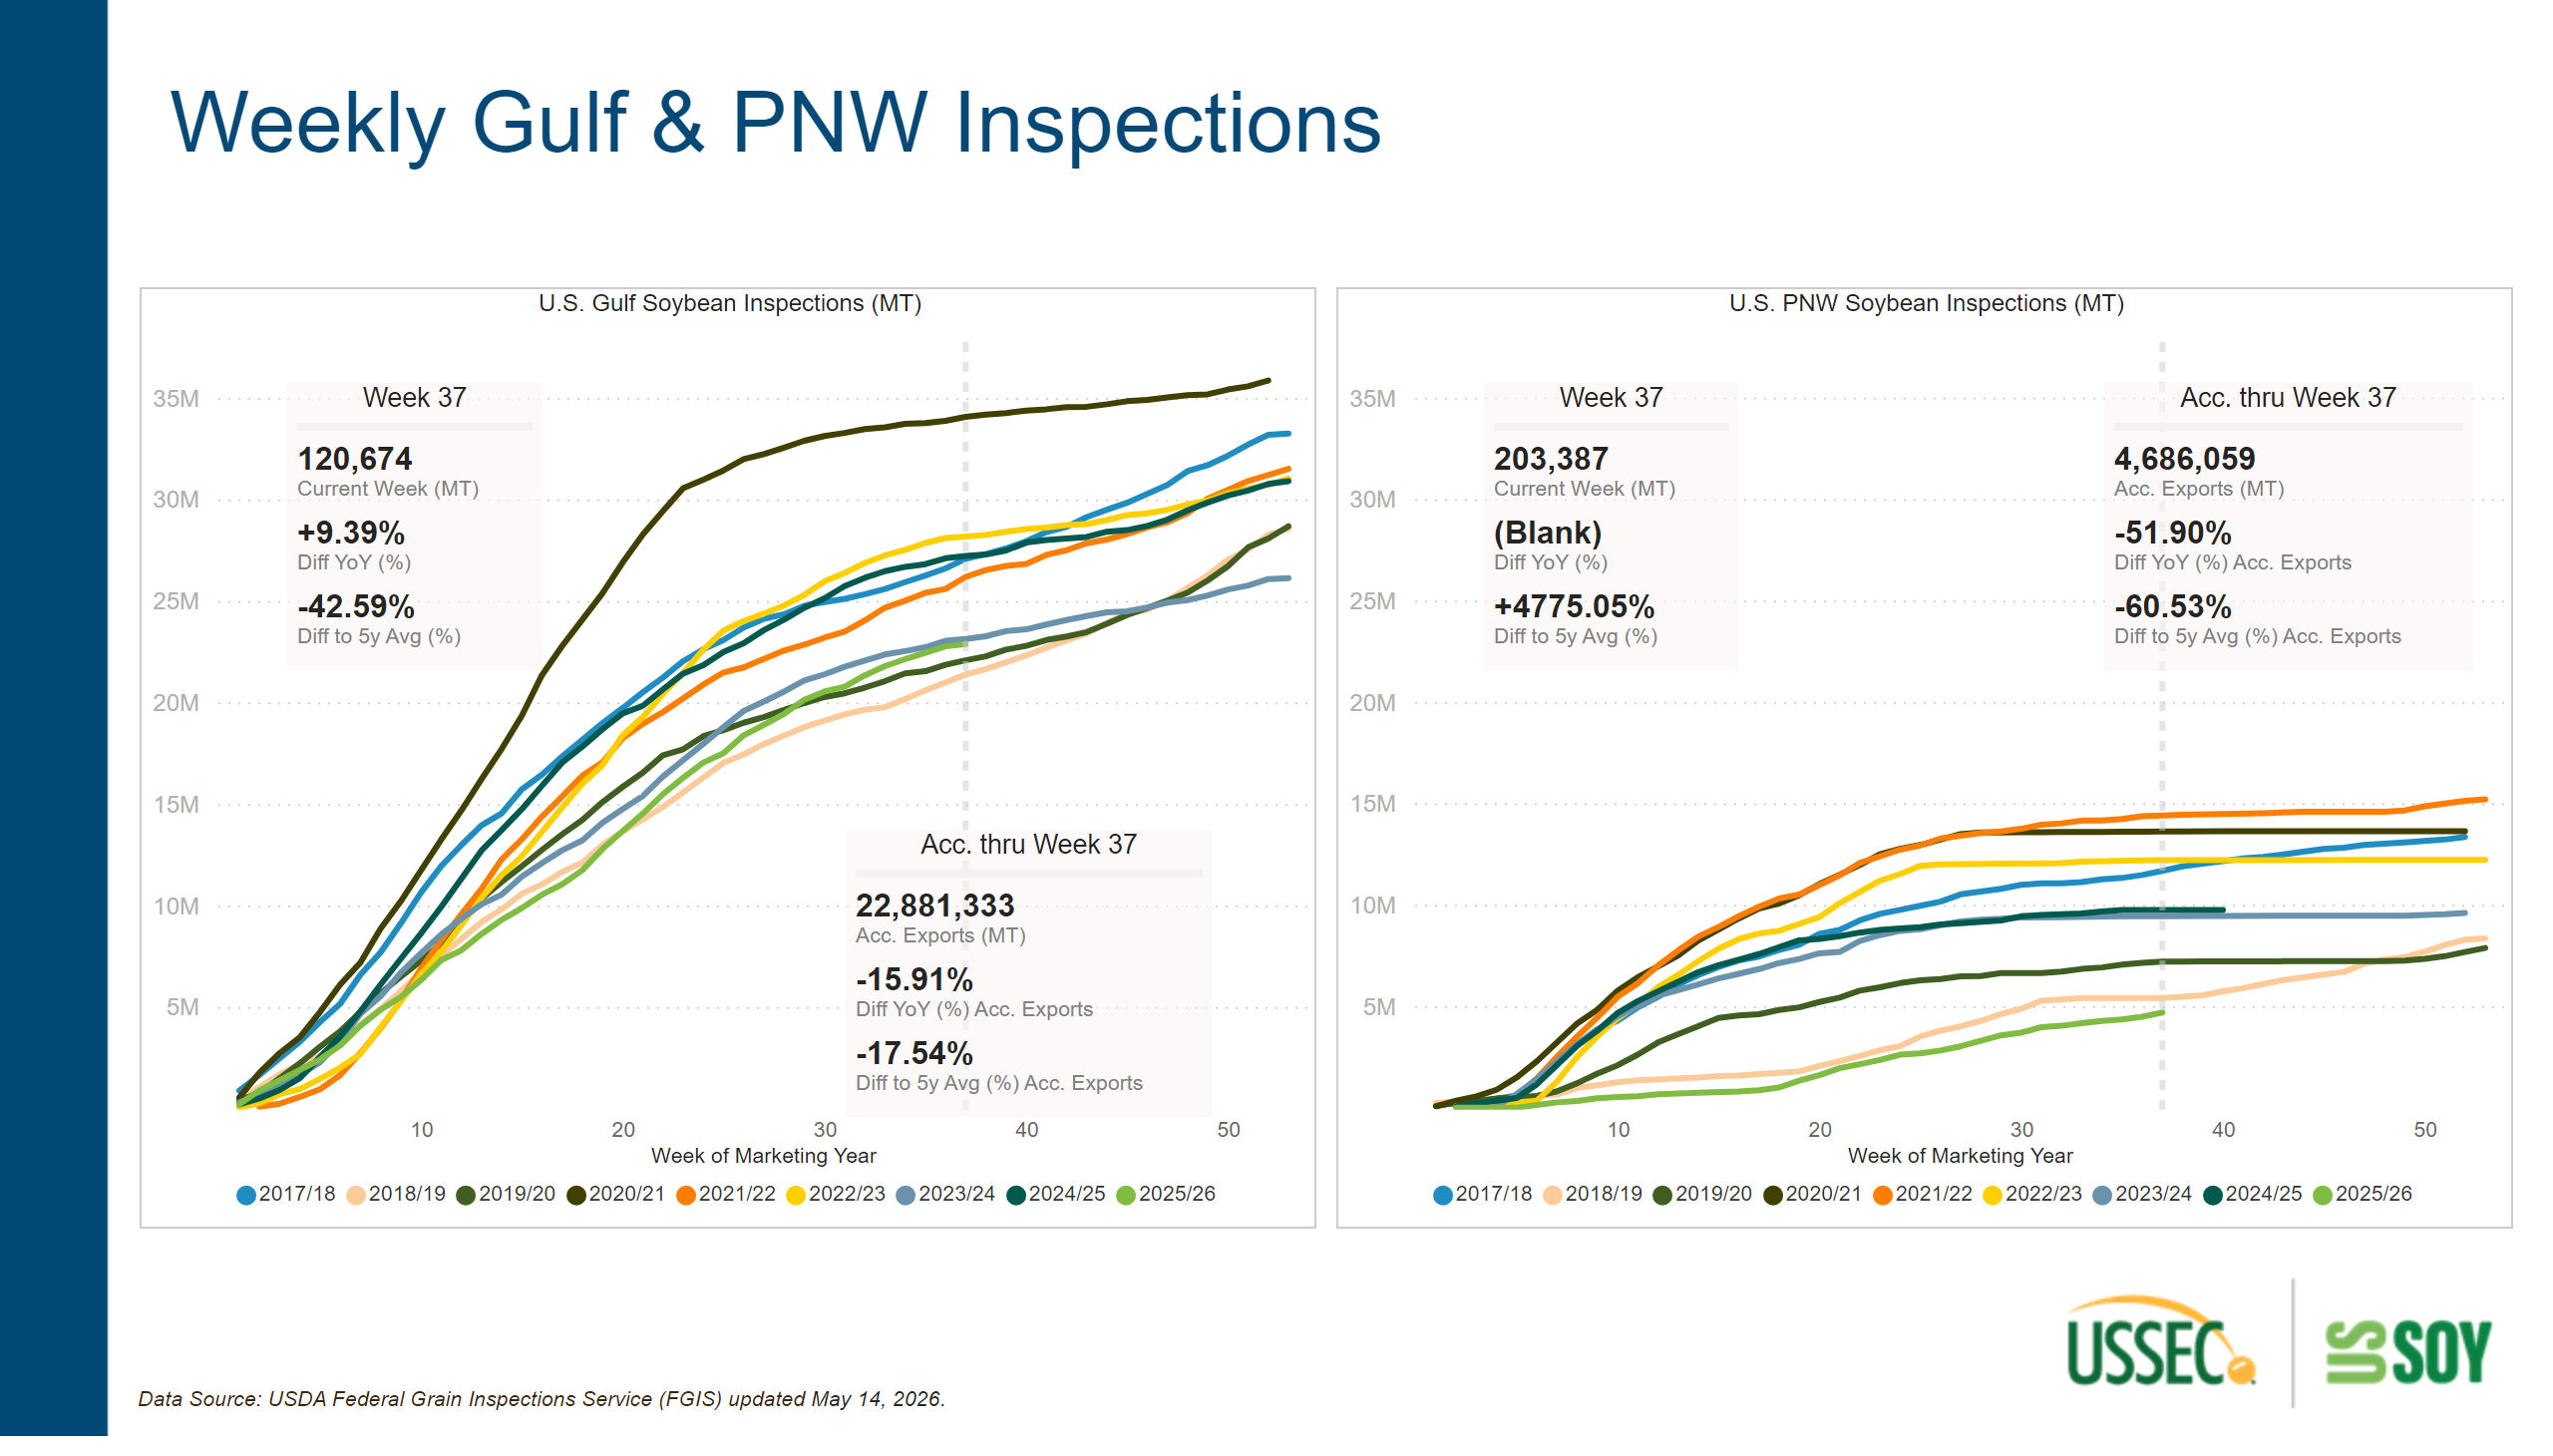 Weekly Gulf & PNW Inspections
U.S. Gulf Soybean Inspections (MT)
35M
30M
25M
20M
15M
10M
5M
Week 37
120,674
Current Week (MT)
+9.39%
Diff YoY (%)
-42.59%
Diff to 5y Avg (%)
Acc. thru Week 37
22,881,333
Acc. Exports (MT)
-15.91%
Diff YoY (%) Acc. Exports
-17.54%
Diff to 5y Avg (%) Acc. Exports
10 20 30 40 50
Week of Marketing Year
2017/18 2018/19 2019/20 2020/21 2021/22 2022/23 2023/24 2024/25 2025/26
U.S. PNW Soybean Inspections (MT)
35M
30M
25M
20M
15M
10M
5M
Week 37
203,387
Current Week (MT)
(Blank)
Diff YoY (%)
+4775.05%
Diff to 5y Avg (%)
Acc. thru Week 37
4,686,059
Acc. Exports (MT)
-51.90%
Diff YoY (%) Acc. Exports
-60.53%
Diff to 5y Avg (%) Acc. Exports
10 20 30 40 50
Week of Marketing Year
2017/18 2018/19 2019/20 2020/21 2021/22 2022/23 2023/24 2024/25 2025/26
USSEC
US SOY
Data Source: USDA Federal Grain Inspections Service (FGIS) updated May 14, 2026.